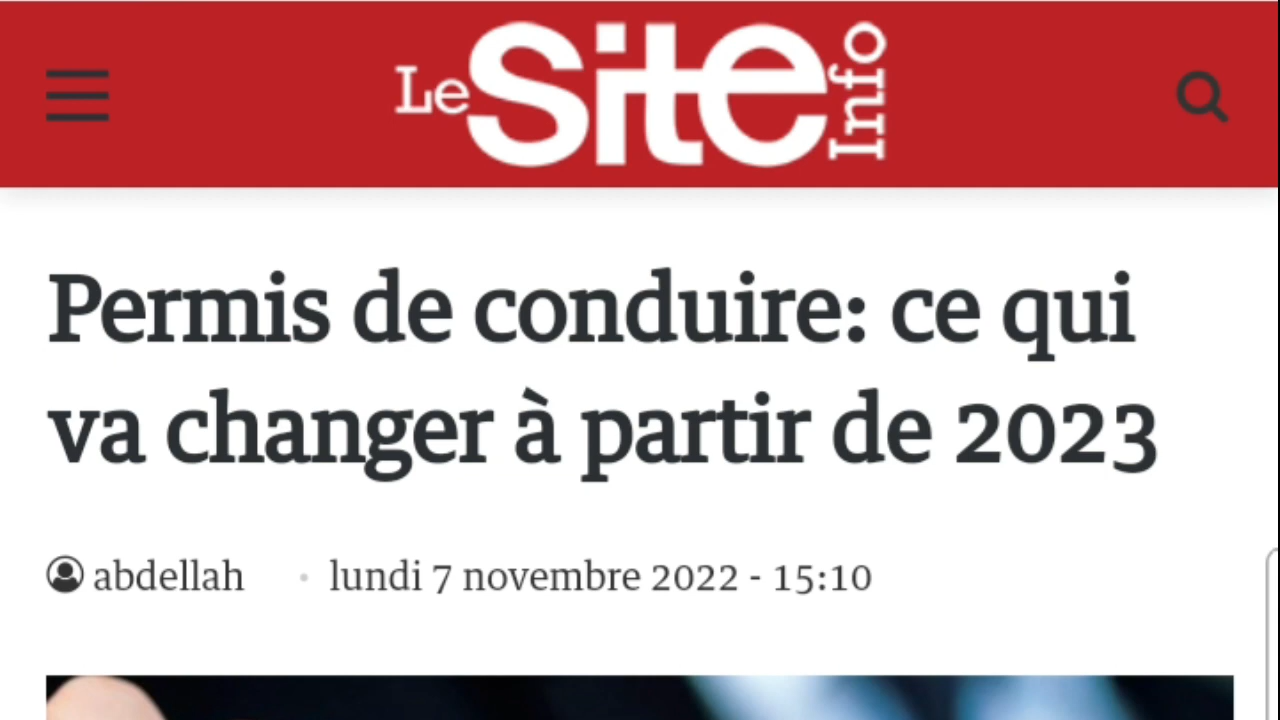 Le Site Info
Permis de conduire: ce qui
va changer à partir de 2023
abdellah • lundi 7 novembre 2022 - 15:10